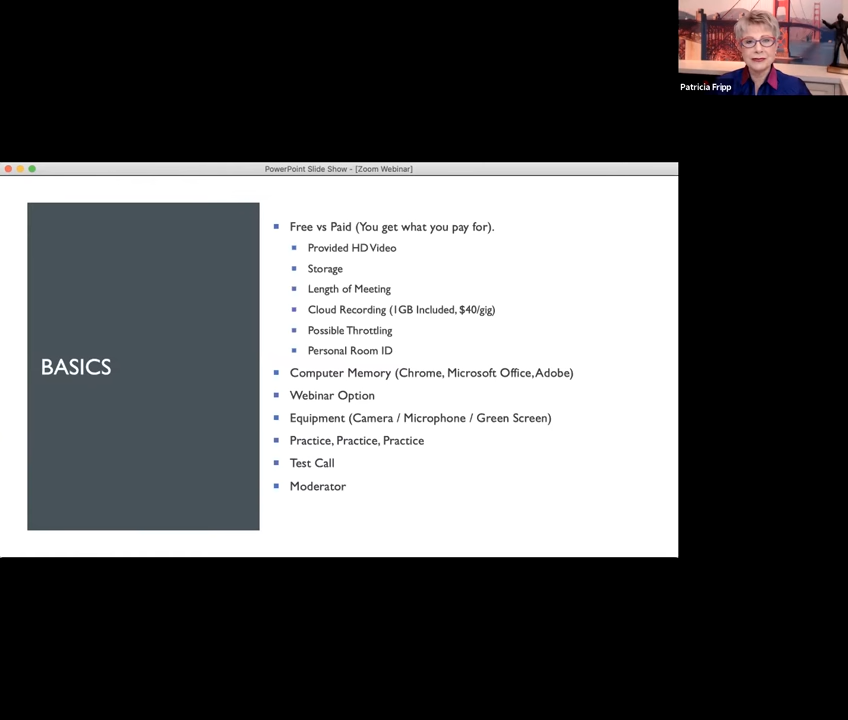 Patricia Fripp
PowerPoint Slide Show - [Zoom Webinar]
BASICS
Free vs Paid (You get what you pay for).
Provided HD Video
Storage
Length of Meeting
Cloud Recording (1GB Included, $40/gig)
Possible Throttling
Personal Room ID
Computer Memory (Chrome, Microsoft Office, Adobe)
Webinar Option
Equipment (Camera / Microphone / Green Screen)
Practice, Practice, Practice
Test Call
Moderator